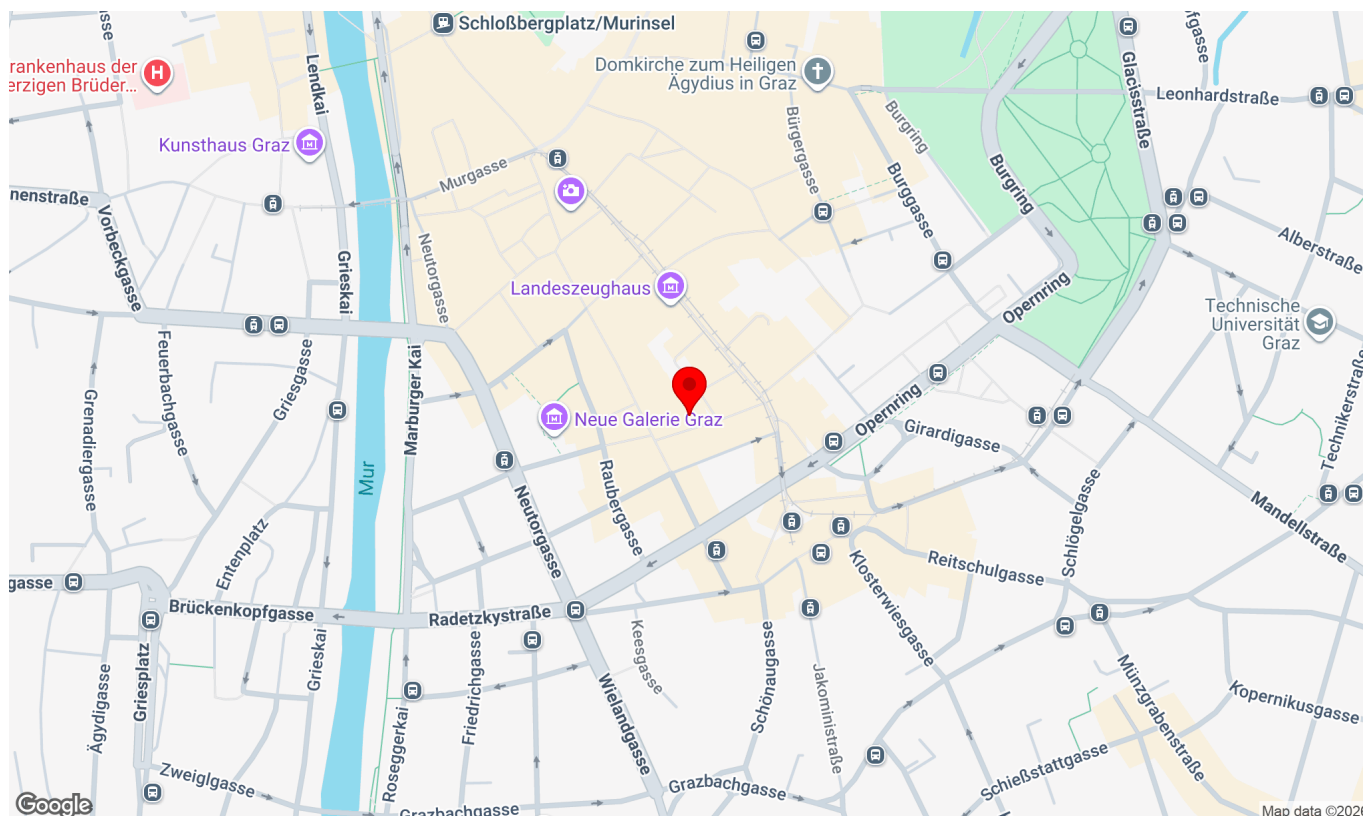 Schloßbergplatz/Murinsel
Domkirche zum Heiligen
Ägydius in Graz
rankenhaus der
erzigen Brüder...
H
Lendkai
Kunsthaus Graz
Murgasse
Bürgergasse
Burgring
Burggasse
Burgring
Glacisstraße
Leonhardstraße
nenstraße
Vorbeckgasse
Grieskai
Neutorgasse
Landeszeughaus
Opernring
Alberstraße
Technische
Universität
Graz
Feuerbachgasse
Griesgasse
Marburger Kai
Grenadiergasse
Neue Galerie Graz
Opernring
Girardigasse
Technikerstraße
Mur
Raubergasse
Neutorgasse
Schlögelgasse
Mandellstraße
Entenplatz
Klosterwiesgasse
Reitschulgasse
gasse
Brückenkopfgasse
Radetzkystraße
Keesgasse
Grieskai
Griesplatz
Ägydigasse
Friedrichgasse
Wielandgasse
Schönaugasse
Jakoministraße
Münzgrabenstraße
Kopernikusgasse
Roseggerkai
Zweiglgasse
Grazbachgasse
Schießstattgasse
Grazbachgasse
Google
Map data ©2026